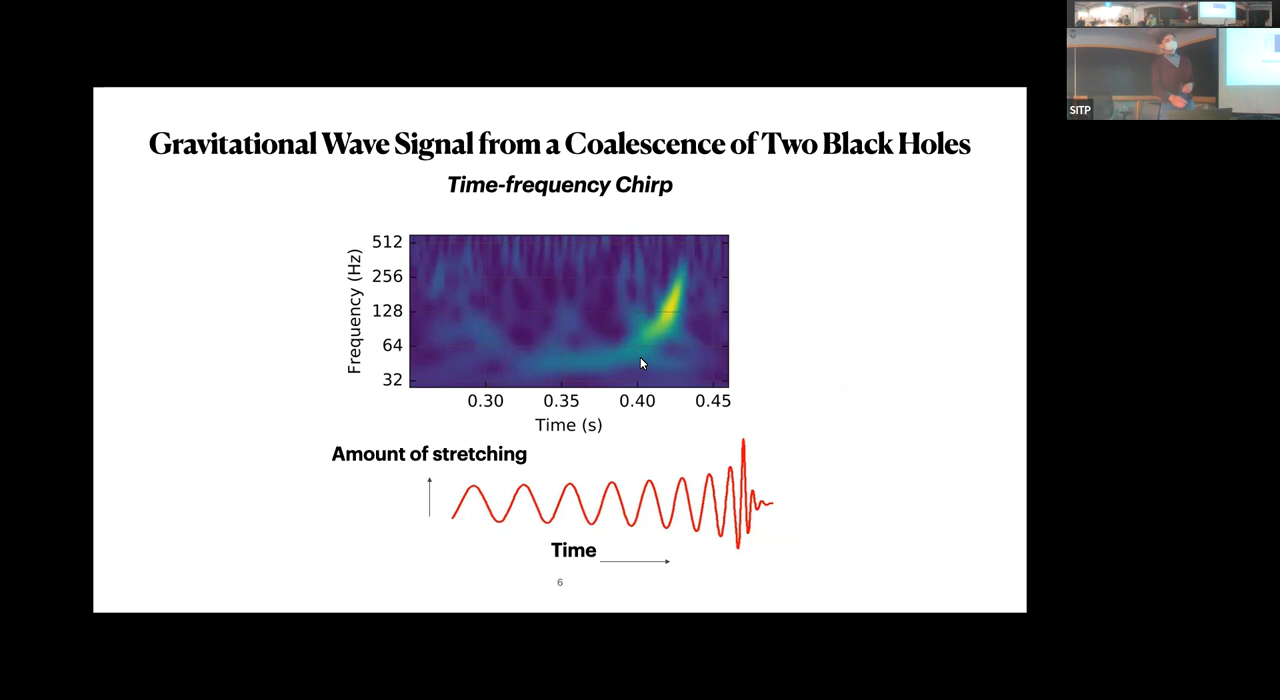 Gravitational Wave Signal from a Coalescence of Two Black Holes
Time-frequency Chirp
Frequency (Hz)
512
256
128
64
32
0.30 0.35 0.40 0.45
Time (s)
Amount of stretching
Time
6
SITP